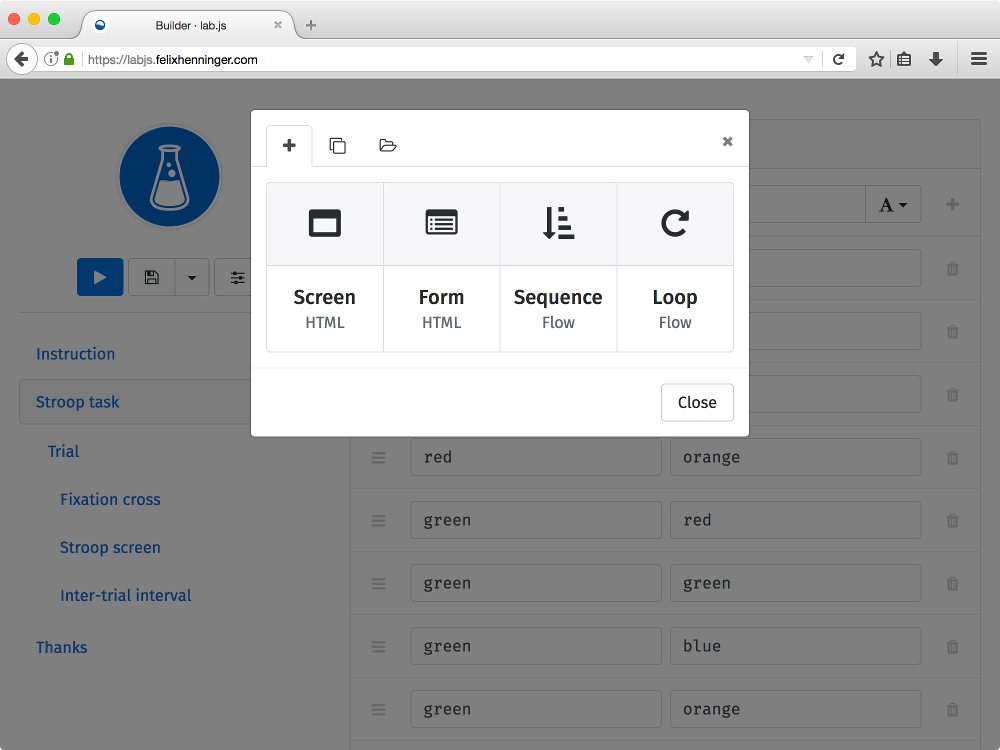 Builder · lab.js
https://labjs.felixhenninger.com
A
Screen
HTML
Form
HTML
Sequence
Flow
Loop
Flow
Close
Instruction
Stroop task
Trial
Fixation cross
Stroop screen
Inter-trial interval
Thanks
red orange
green red
green green
green blue
green orange